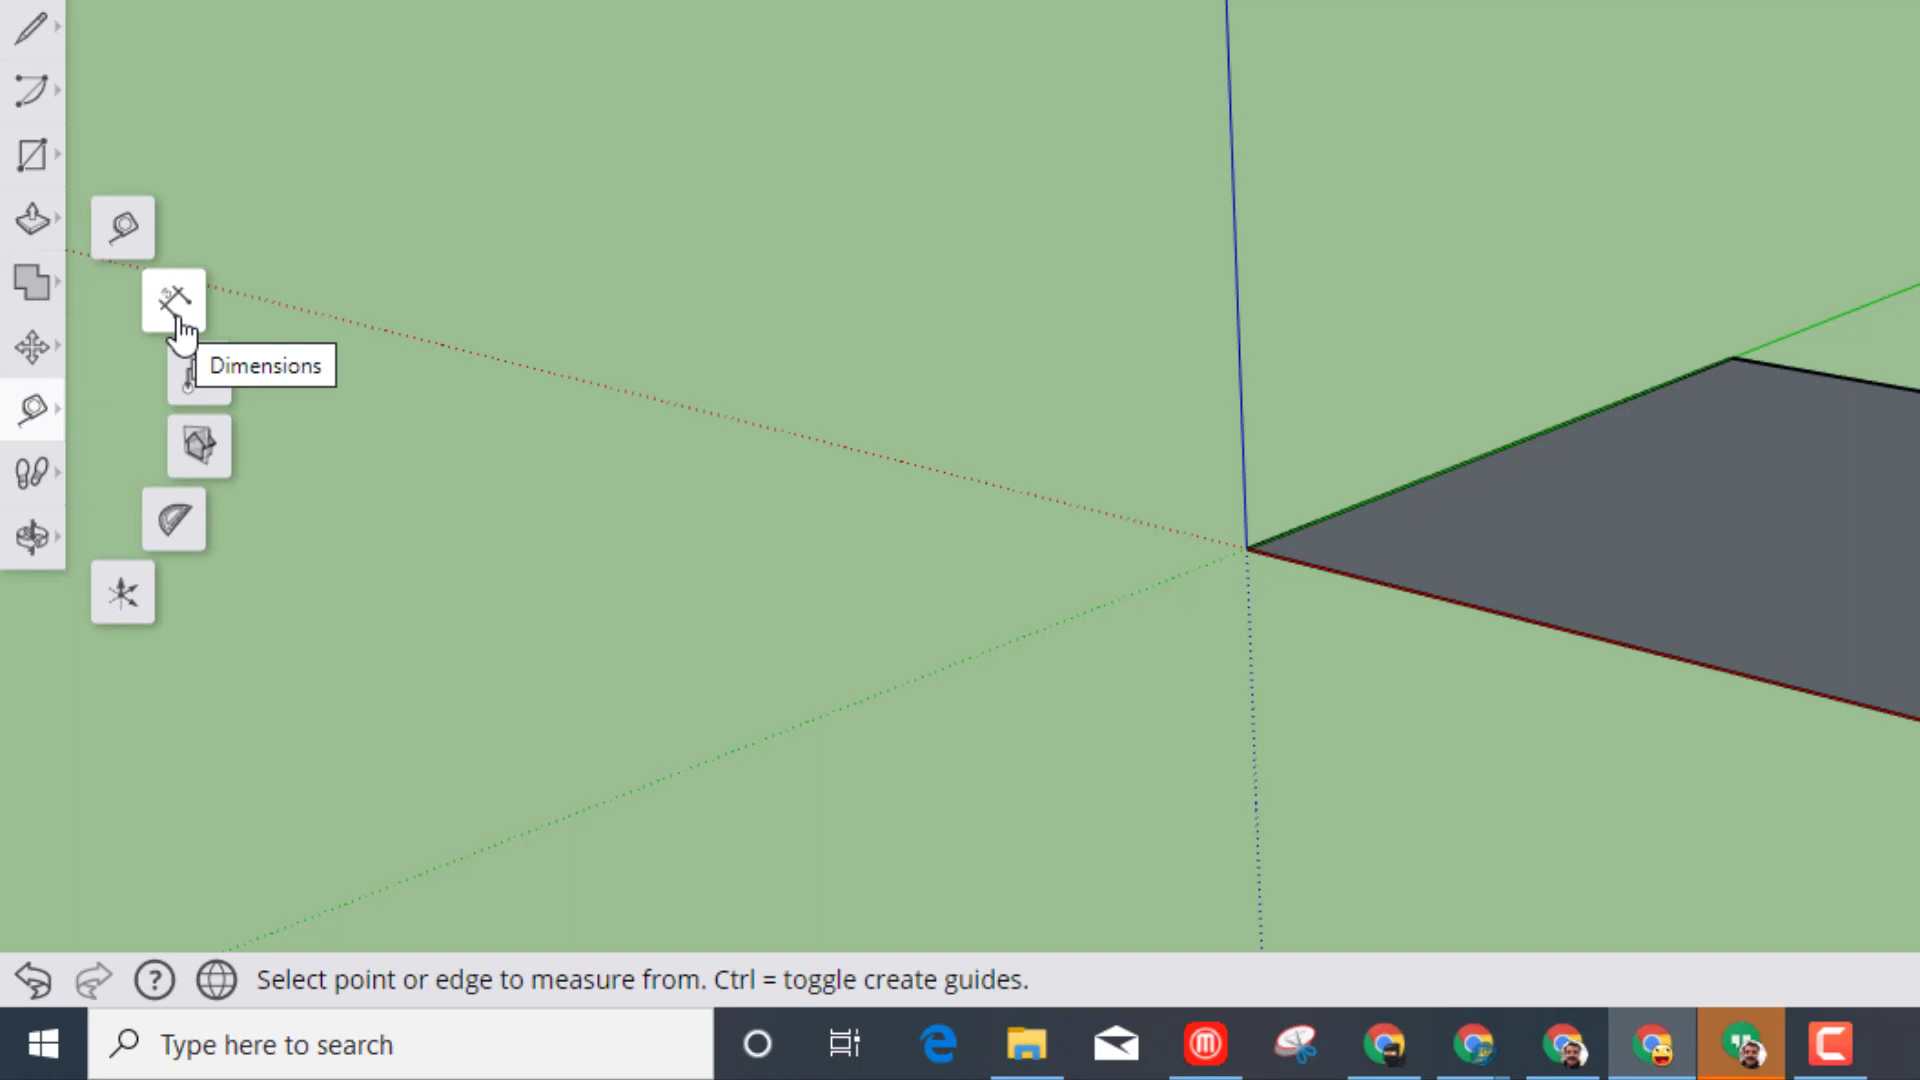 Dimensions
Select point or edge to measure from. Ctrl = toggle create guides.
Type here to search